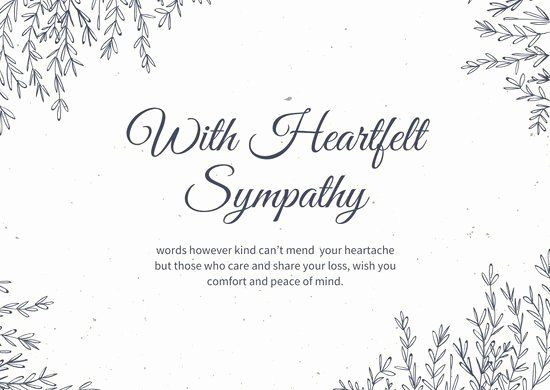 With Heartfelt
Sympathy
words however kind can't mend  your heartache
but those who care and share your loss, wish you
comfort and peace of mind.